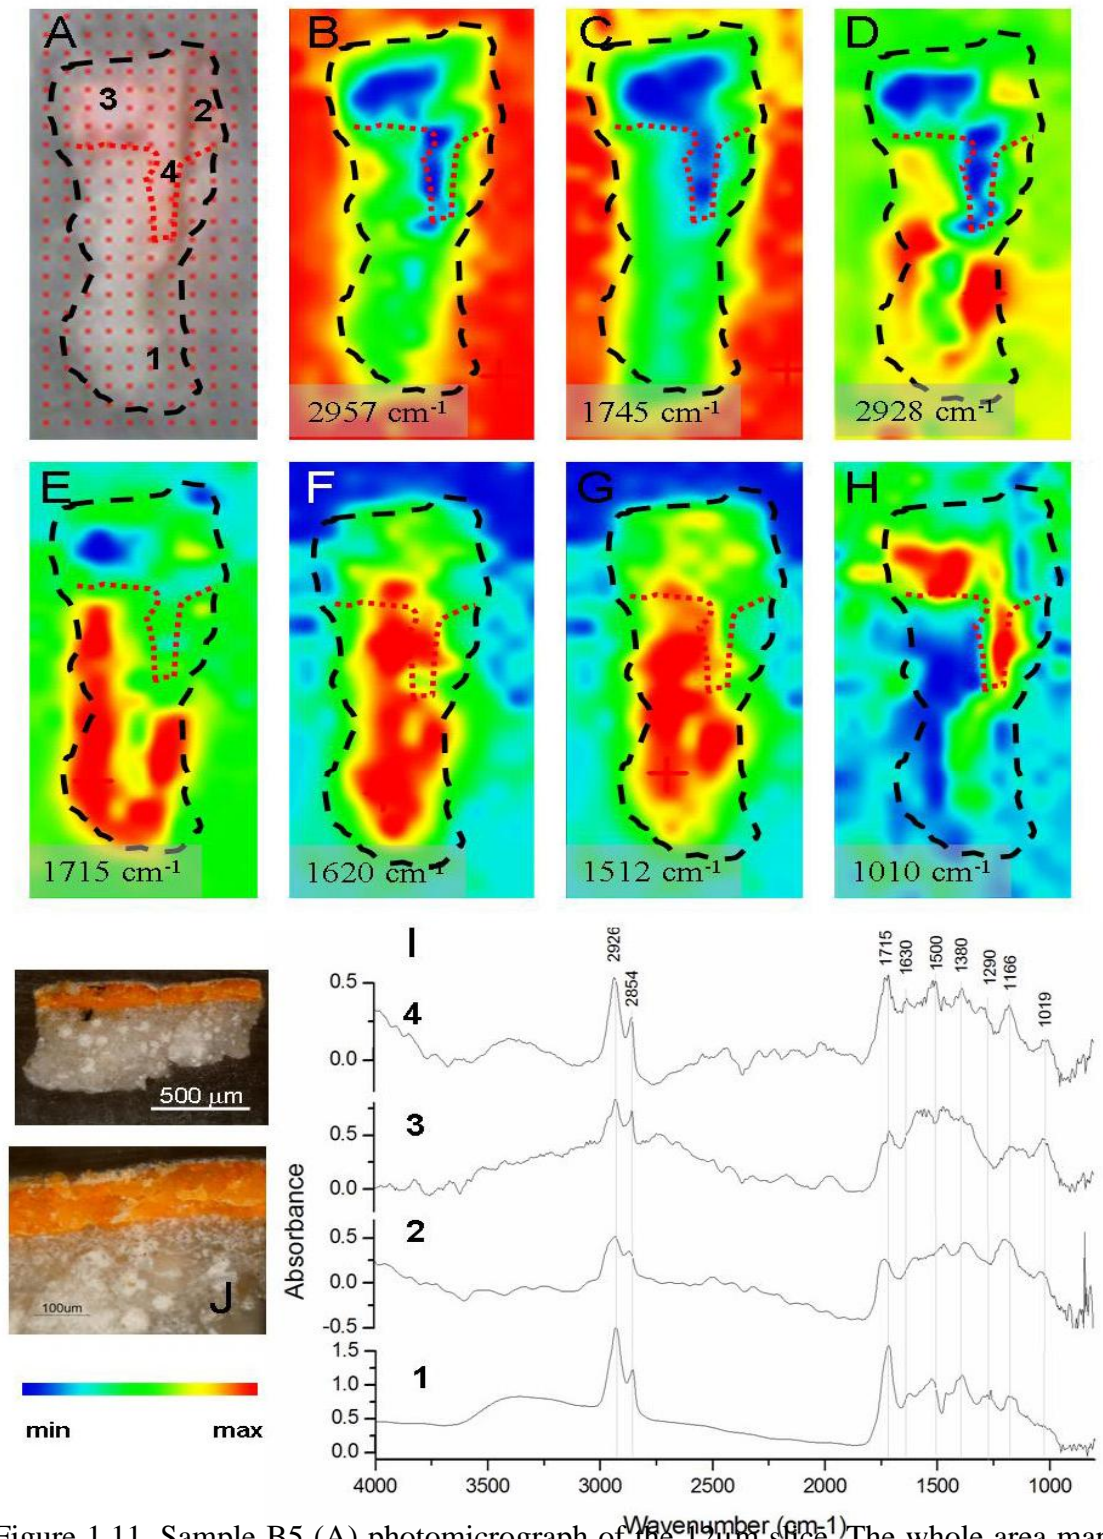 A
3
2
4
1
B
2957 cm-1
C
1745 cm-1
D
2928 cm-1
E
1715 cm-1
F
1620 cm-1
G
1512 cm-1
H
1010 cm-1
500 µm
100um
J
min
max
I
2926
2854
1715
1630
1500
1380
1290
1166
1019
4
0.5
0.0
3
0.5
0.0
2
0.5
0.0
-0.5
1
1.5
1.0
0.5
0.0
Absorbance
4000 3500 3000 2500 2000 1500 1000
Wavenumber (cm-1)
Figure 1.11. Sample B5 (A) photomicrograph of the 12µm slice. The whole area